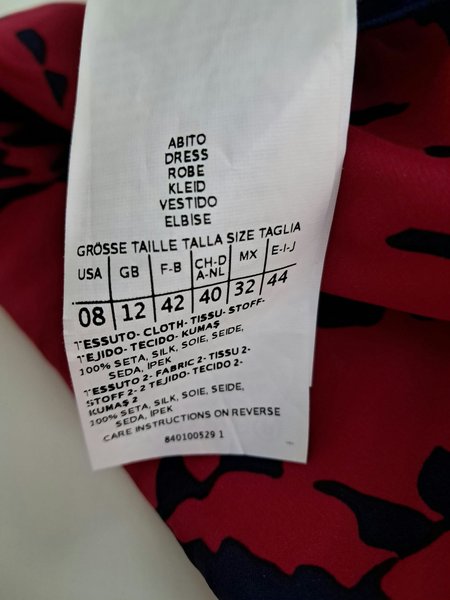 ABITO
DRESS
ROBE
KLEID
VESTIDO
ELBISE
GRÖSSE TAILLE TALLA SIZE TAGLIA
USA GB F-B CH-D A-NL MX E-I-J
08 12 42 40 32 44
TESSUTO- CLOTH- TISSU- STOFF-
TEJIDO- TECIDO- KUMAŞ
100% SETA, SILK, SOIE, SEIDE,
SEDA, IPEK
TESSUTO 2- FABRIC 2- TISSU 2-
STOFF 2- 2 TEJIDO- TECIDO 2-
KUMAŞ 2
100% SETA, SILK, SOIE, SEIDE,
SEDA, IPEK
CARE INSTRUCTIONS ON REVERSE
840100529 1